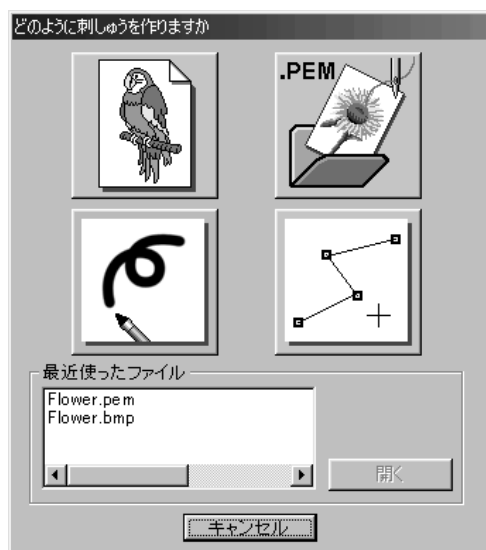 どのように刺しゅうを作りますか
.PEM
最近使ったファイル
Flower.pem
Flower.bmp
開く
キャンセル